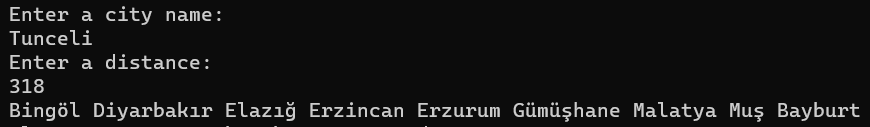 Enter a city name:
Tunceli
Enter a distance:
318
Bingöl Diyarbakır Elazığ Erzincan Erzurum Gümüşhane Malatya Muş Bayburt